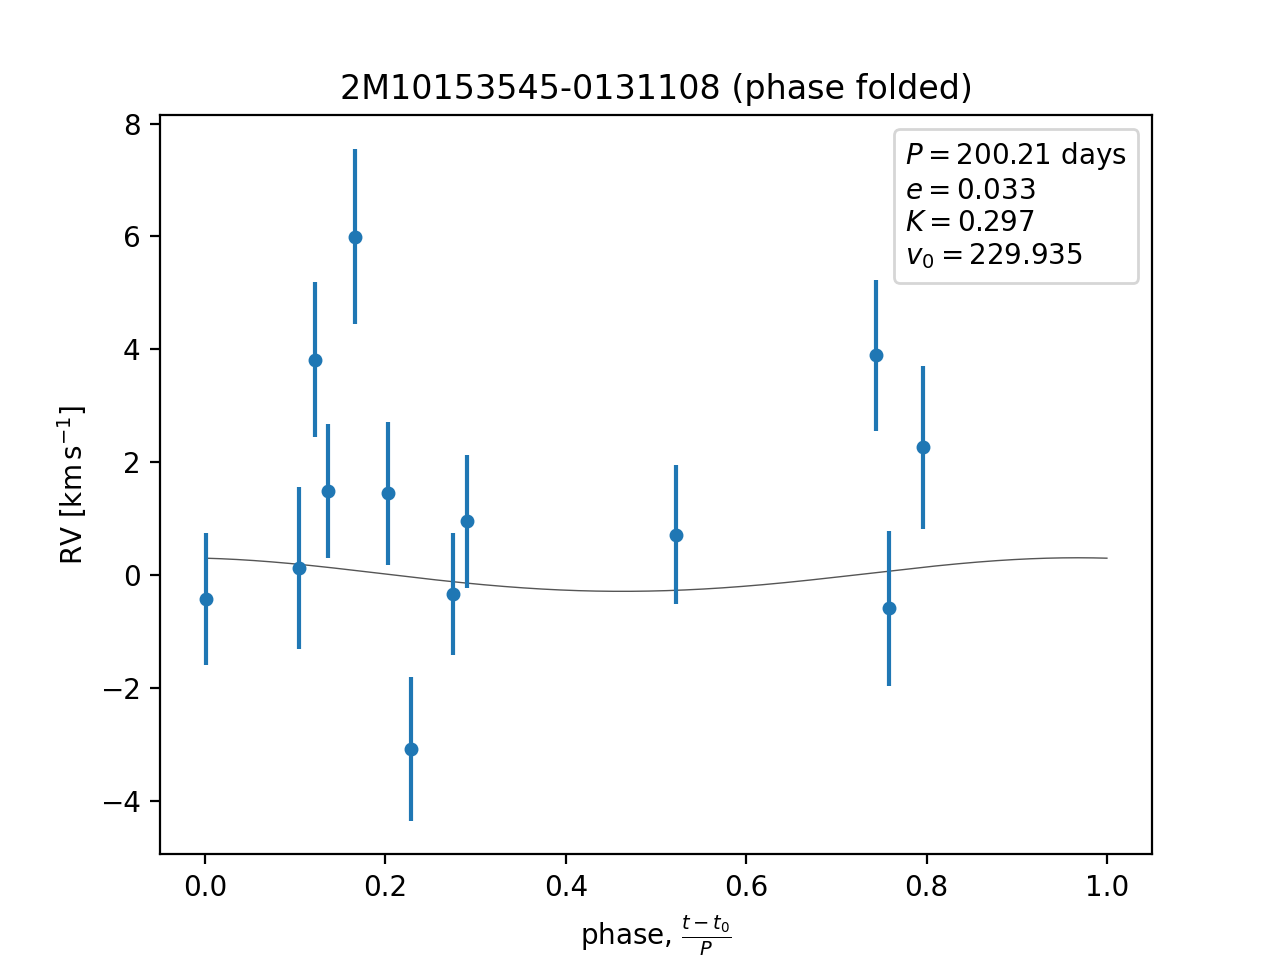 2M10153545-0131108 (phase folded)
P = 200.21 days
e = 0.033
K = 0.297
v₀ = 229.935
8
6
4
2
0
−2
−4
RV [km s⁻¹]
0.0 0.2 0.4 0.6 0.8 1.0
phase, (t − t₀)/P